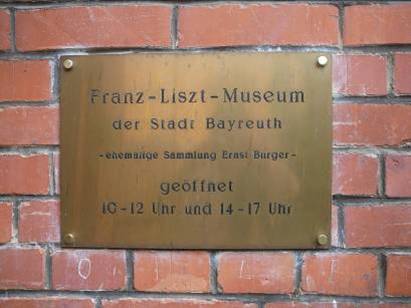 Franz-Liszt-Museum
der Stadt Bayreuth
-ehemalige Sammlung Ernst Burger-
geöffnet
10-12 Uhr und 14-17 Uhr